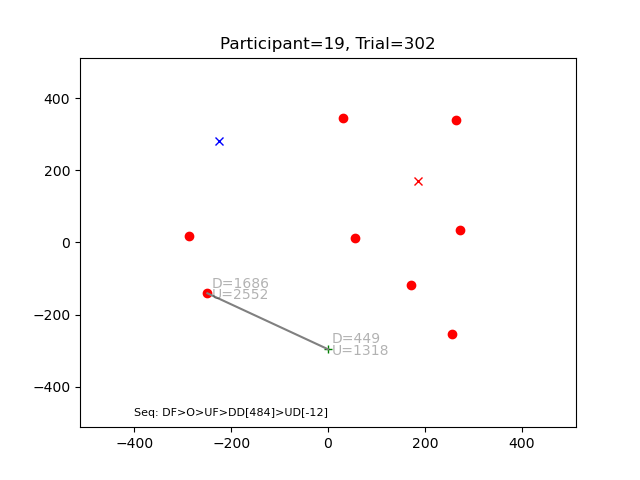 Participant=19, Trial=302
400
200
0
−200
−400
D=1686
U=2552
D=449
U=1318
Seq: DF>O>UF>DD[484]>UD[-12]
−400
−200
0
200
400